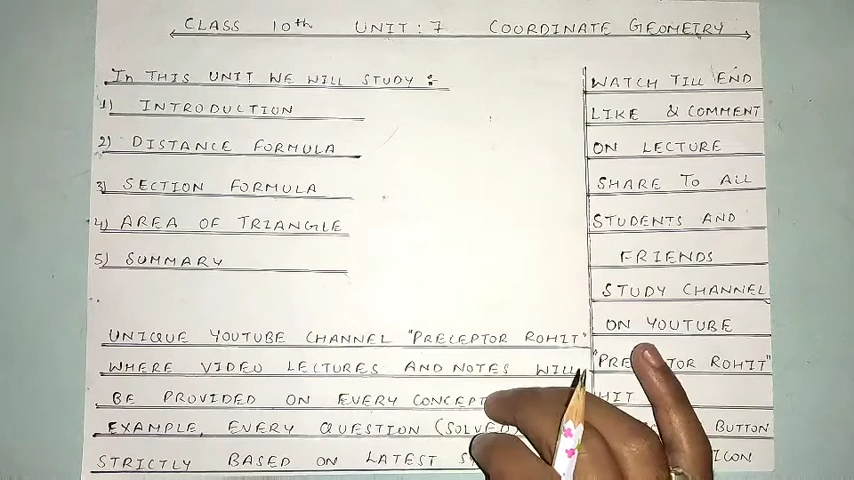 CLASS 10th UNIT : 7 COORDINATE GEOMETRY
In THIS UNIT WE WILL STUDY :-
1) INTRODUCTION
2) DISTANCE FORMULA
3) SECTION FORMULA
4) AREA OF TRIANGLE
5) SUMMARY
UNIQUE YOUTUBE CHANNEL "PRECEPTOR ROHIT"
WHERE VIDEO LECTURES AND NOTES WILL
BE PROVIDED ON EVERY CONCEPT
EXAMPLE, EVERY QUESTION (SOLVED)
STRICTLY BASED ON LATEST
WATCH TILL END
LIKE & COMMENT
ON LECTURE
SHARE TO ALL
STUDENTS AND
FRIENDS
STUDY CHANNEL
ON YOUTUBE
"PRECEPTOR ROHIT"
HIT
BUTTON
ICON